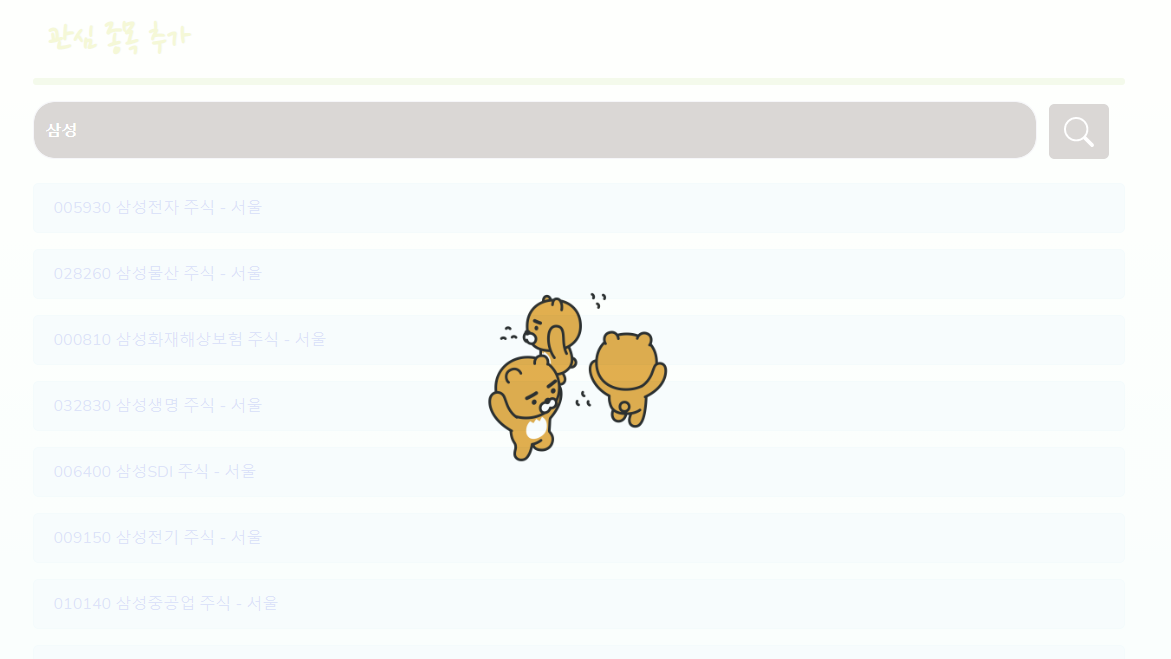 관심 종목 추가
삼성
005930 삼성전자 주식 - 서울
028260 삼성물산 주식 - 서울
000810 삼성화재해상보험 주식 - 서울
032830 삼성생명 주식 - 서울
006400 삼성SDI 주식 - 서울
009150 삼성전기 주식 - 서울
010140 삼성중공업 주식 - 서울